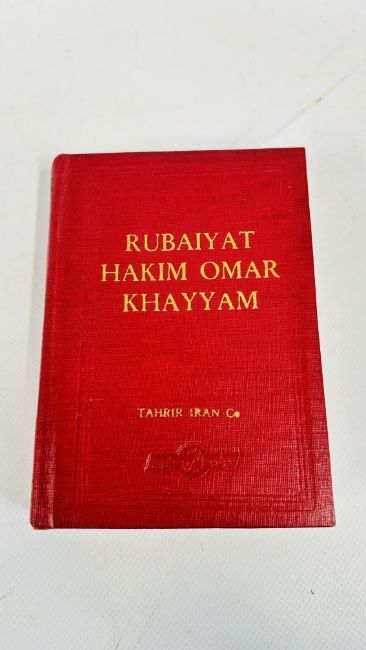 RUBAIYAT
HAKIM OMAR
KHAYYAM
TAHRIR IRAN Co